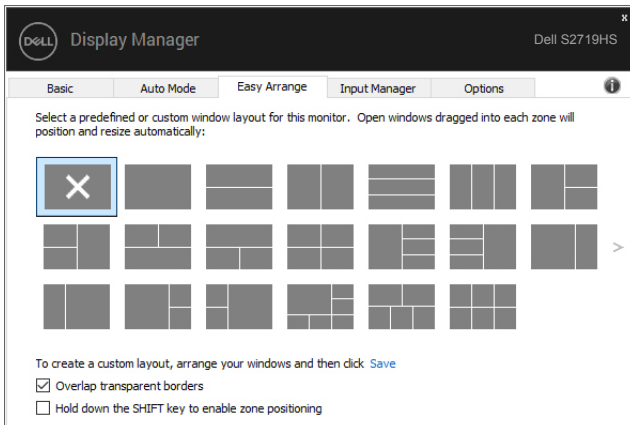 x
DELL Display Manager
Dell S2719HS
Basic Auto Mode Easy Arrange Input Manager Options
Select a predefined or custom window layout for this monitor. Open windows dragged into each zone will
position and resize automatically:
To create a custom layout, arrange your windows and then click Save
Overlap transparent borders
Hold down the SHIFT key to enable zone positioning